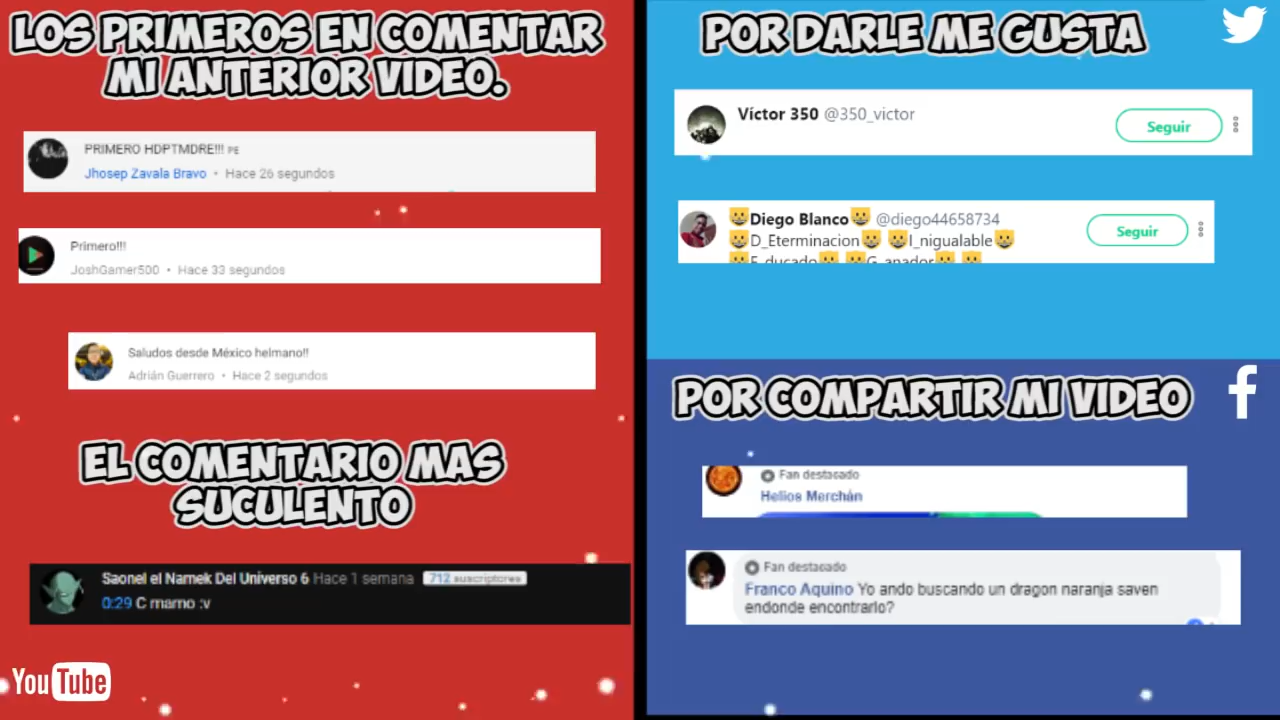 LOS PRIMEROS EN COMENTAR
MI ANTERIOR VIDEO.
PRIMERO HDPTMDRE!!! PE
Jhosep Zavala Bravo • Hace 26 segundos
Primero!!!
JoshGamer500 • Hace 33 segundos
Saludos desde México helmano!!
Adrián Guerrero • Hace 2 segundos
EL COMENTARIO MAS
SUCULENTO
Saonel el Namek Del Universo 6 Hace 1 semana 712 suscriptores
0:29 C mamo :v
YouTube
POR DARLE ME GUSTA
Víctor 350 @350_victor
Seguir
😺Diego Blanco😺 @diego44658734
😺D_Eterminacion😺 😺I_nigualable😺
Seguir
😺E_ducado😺 😺G_anador😺 😺
POR COMPARTIR MI VIDEO
f
Fan destacado
Helios Merchán
Fan destacado
Franco Aquino Yo ando buscando un dragon naranja saven
endonde encontrarlo?